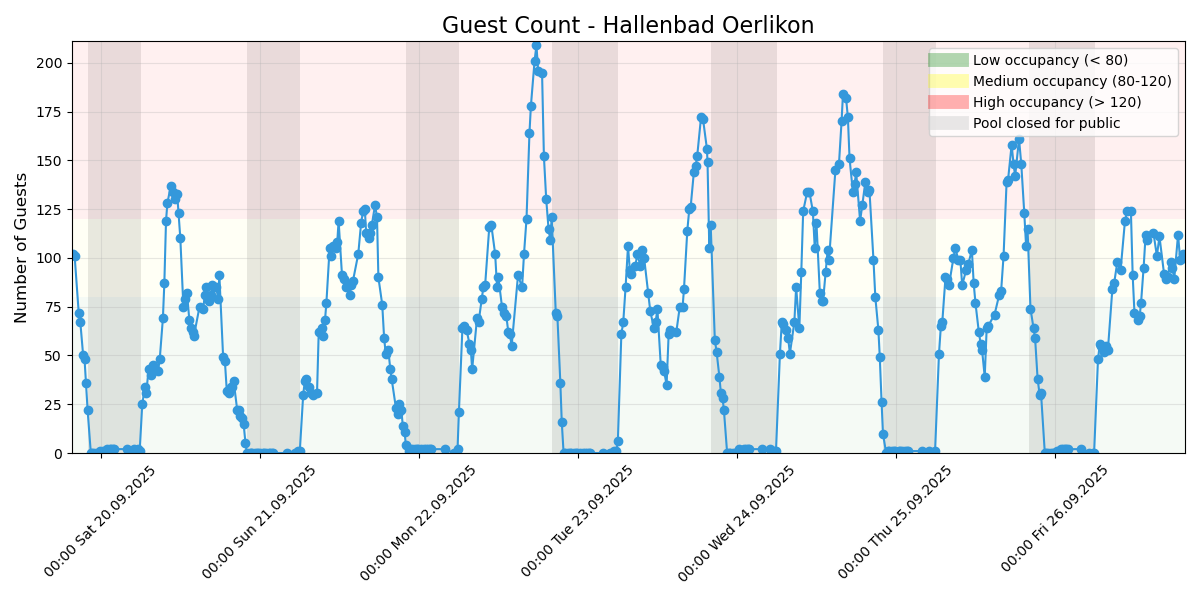 Guest Count - Hallenbad Oerlikon
Number of Guests
200
175
150
125
100
75
50
25
0
Low occupancy (< 80)
Medium occupancy (80-120)
High occupancy (> 120)
Pool closed for public
00:00 Sat 20.09.2025
00:00 Sun 21.09.2025
00:00 Mon 22.09.2025
00:00 Tue 23.09.2025
00:00 Wed 24.09.2025
00:00 Thu 25.09.2025
00:00 Fri 26.09.2025